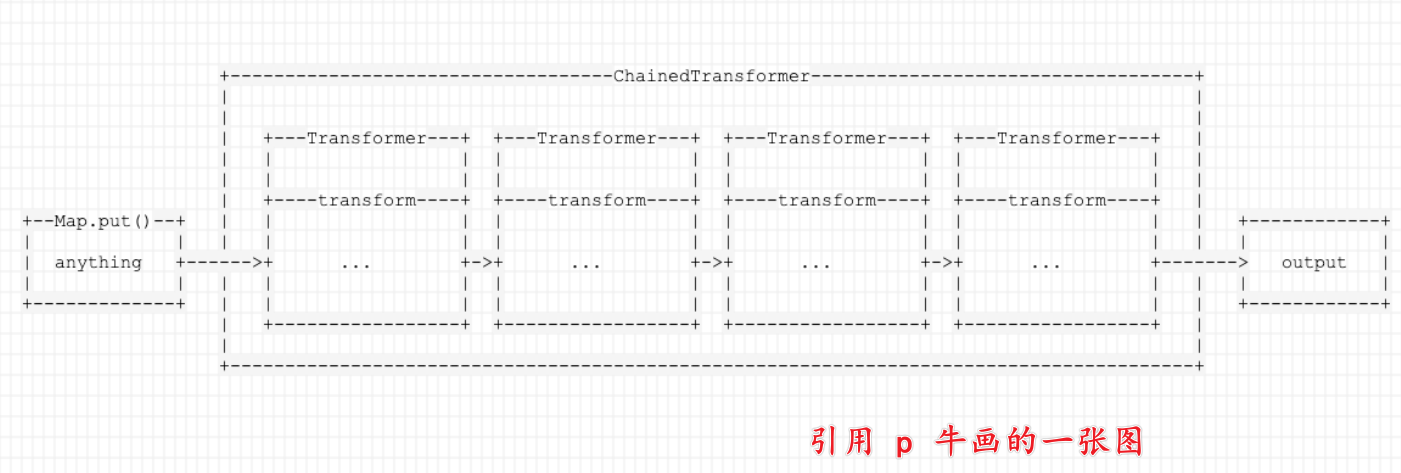 ChainedTransformer
Transformer Transformer Transformer Transformer
transform transform transform transform
Map.put()
anything ... ... ... ... output
引用 p 牛画的一张图